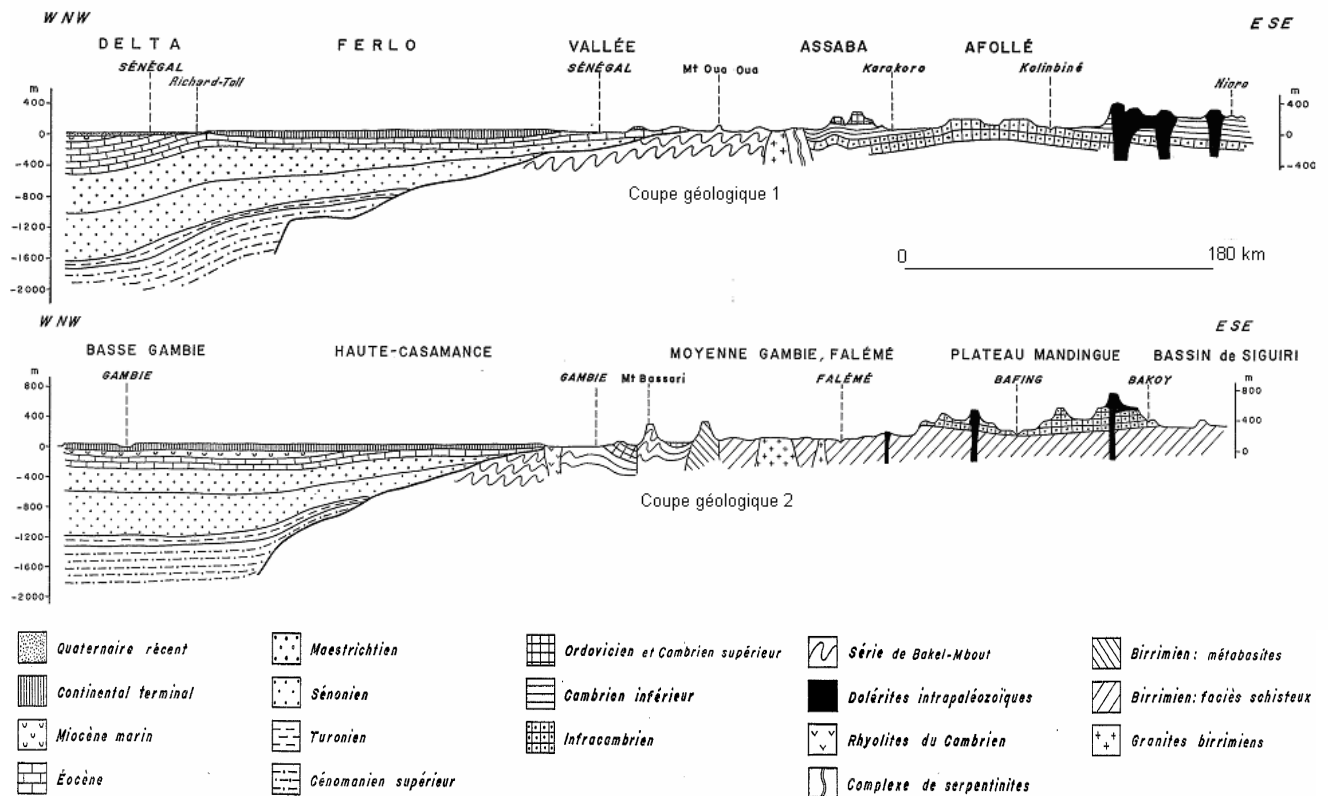 W NW
E SE
DELTA FERLO VALLÉE ASSABA AFOLLÉ
SÉNÉGAL SÉNÉGAL Mt Oua Oua Karakoro Kolinbiné
Richard-Toll Nioro
m m
400 400
0 0
-400 -400
-800
-1200
-1600
-2000
Coupe géologique 1
0 180 km
W NW E SE
BASSE GAMBIE HAUTE-CASAMANCE MOYENNE GAMBIE, FALÉMÉ PLATEAU MANDINGUE BASSIN de SIGUIRI
GAMBIE GAMBIE Mt Bassari FALÉMÉ BAFING BAKOY
m m
800 800
400 400
0 0
-400
-800
-1200
-1600
-2000
Coupe géologique 2
Quaternaire récent
Continental terminal
Miocène marin
Éocène
Maestrichtien
Sénonien
Turonien
Cénomanien supérieur
Ordovicien et Cambrien supérieur
Cambrien inférieur
Infracambrien
Série de Bakel-Mbout
Dolérites intrapaléozoïques
Rhyolites du Cambrien
Complexe de serpentinites
Birrimien : métabasites
Birrimien: faciès schisteux
Granites birrimiens